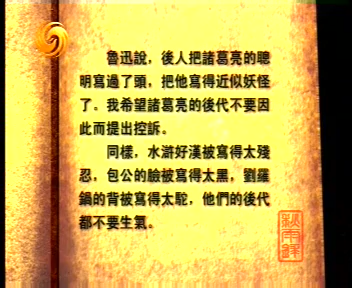 魯迅說，後人把諸葛亮的聰
明寫過了頭，把他寫得近似妖怪
了。我希望諸葛亮的後代不要因
此而提出控訴。
同樣，水滸好漢被寫得太殘
忍，包公的臉被寫得太黑，劉羅
鍋的背被寫得太駝，他們的後代
都不要生氣。
秋雨